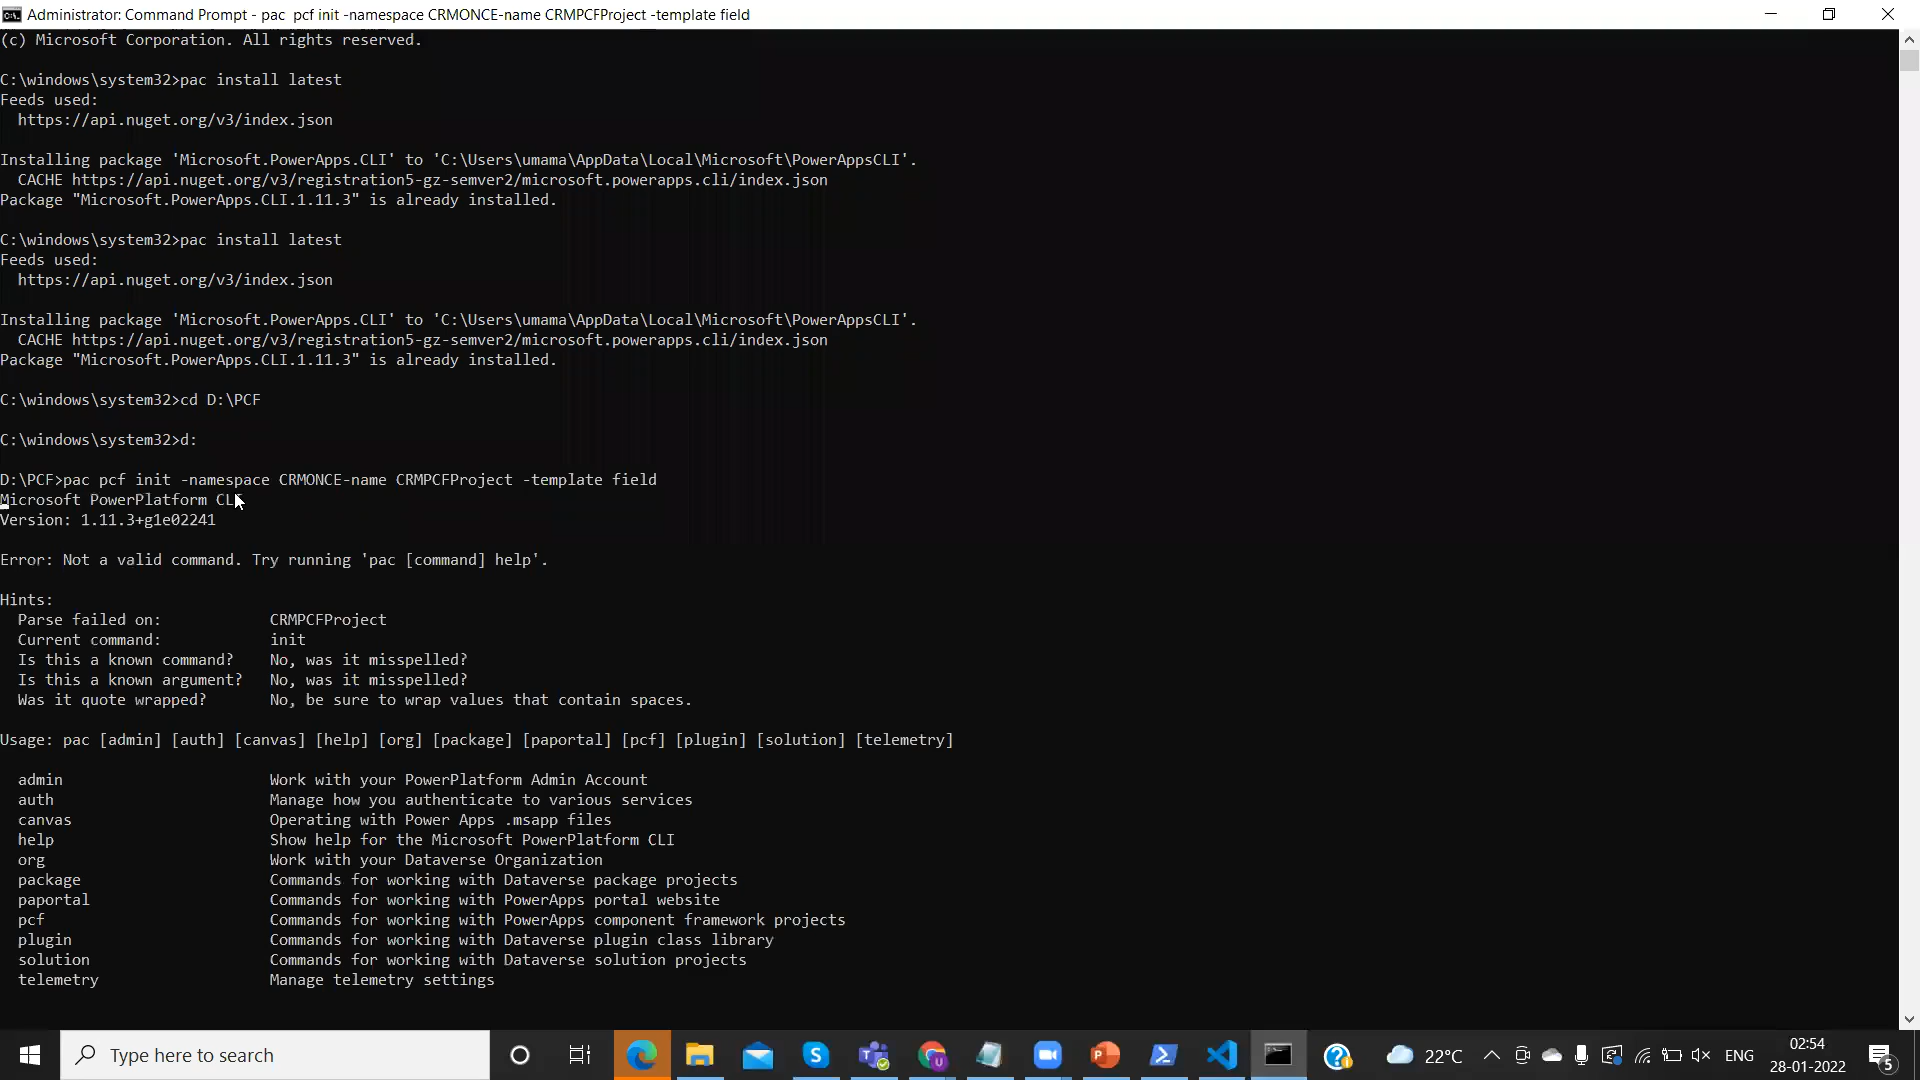 Administrator: Command Prompt - pac  pcf init -namespace CRMONCE-name CRMPCFProject -template field
(c) Microsoft Corporation. All rights reserved.
C:\windows\system32>pac install latest
Feeds used:
https://api.nuget.org/v3/index.json
Installing package 'Microsoft.PowerApps.CLI' to 'C:\Users\umama\AppData\Local\Microsoft\PowerAppsCLI'.
CACHE https://api.nuget.org/v3/registration5-gz-semver2/microsoft.powerapps.cli/index.json
Package "Microsoft.PowerApps.CLI.1.11.3" is already installed.
C:\windows\system32>pac install latest
Feeds used:
https://api.nuget.org/v3/index.json
Installing package 'Microsoft.PowerApps.CLI' to 'C:\Users\umama\AppData\Local\Microsoft\PowerAppsCLI'.
CACHE https://api.nuget.org/v3/registration5-gz-semver2/microsoft.powerapps.cli/index.json
Package "Microsoft.PowerApps.CLI.1.11.3" is already installed.
C:\windows\system32>cd D:\PCF
C:\windows\system32>d:
D:\PCF>pac pcf init -namespace CRMONCE-name CRMPCFProject -template field
Microsoft PowerPlatform CLI
Version: 1.11.3+g1e02241
Error: Not a valid command. Try running 'pac [command] help'.
Hints:
Parse failed on: CRMPCFProject
Current command: init
Is this a known command? No, was it misspelled?
Is this a known argument? No, was it misspelled?
Was it quote wrapped? No, be sure to wrap values that contain spaces.
Usage: pac [admin] [auth] [canvas] [help] [org] [package] [paportal] [pcf] [plugin] [solution] [telemetry]
admin Work with your PowerPlatform Admin Account
auth Manage how you authenticate to various services
canvas Operating with Power Apps .msapp files
help Show help for the Microsoft PowerPlatform CLI
org Work with your Dataverse Organization
package Commands for working with Dataverse package projects
paportal Commands for working with PowerApps portal website
pcf Commands for working with PowerApps component framework projects
plugin Commands for working with Dataverse plugin class library
solution Commands for working with Dataverse solution projects
telemetry Manage telemetry settings
Type here to search
22°C
ENG
02:54
28-01-2022
5